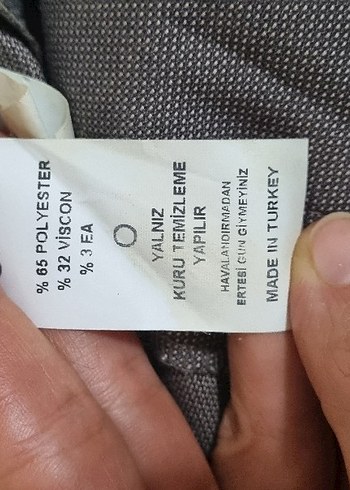 % 65 POLYESTER
% 32 VİSCON
% 3 EA
YALNIZ
KURU TEMİZLEME
YAPILIR
HAVALANDIRMADAN
ERTESİ GÜN GİYMEYİNİZ
MADE IN TURKEY